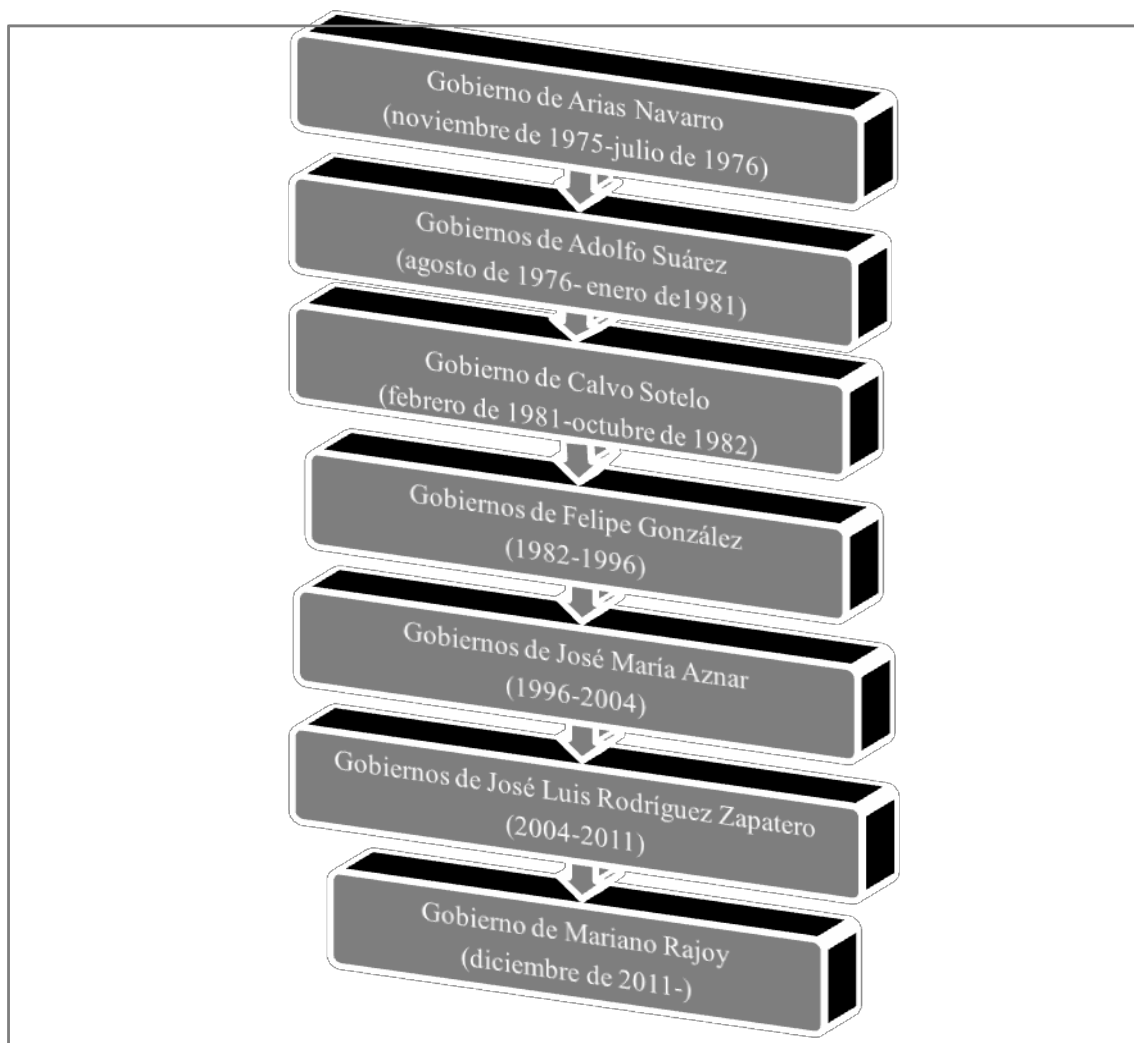 Gobierno de Arias Navarro
(noviembre de 1975-julio de 1976)
Gobiernos de Adolfo Suárez
(agosto de 1976- enero de1981)
Gobierno de Calvo Sotelo
(febrero de 1981-octubre de 1982)
Gobiernos de Felipe González
(1982-1996)
Gobiernos de José María Aznar
(1996-2004)
Gobiernos de José Luis Rodríguez Zapatero
(2004-2011)
Gobierno de Mariano Rajoy
(diciembre de 2011-)